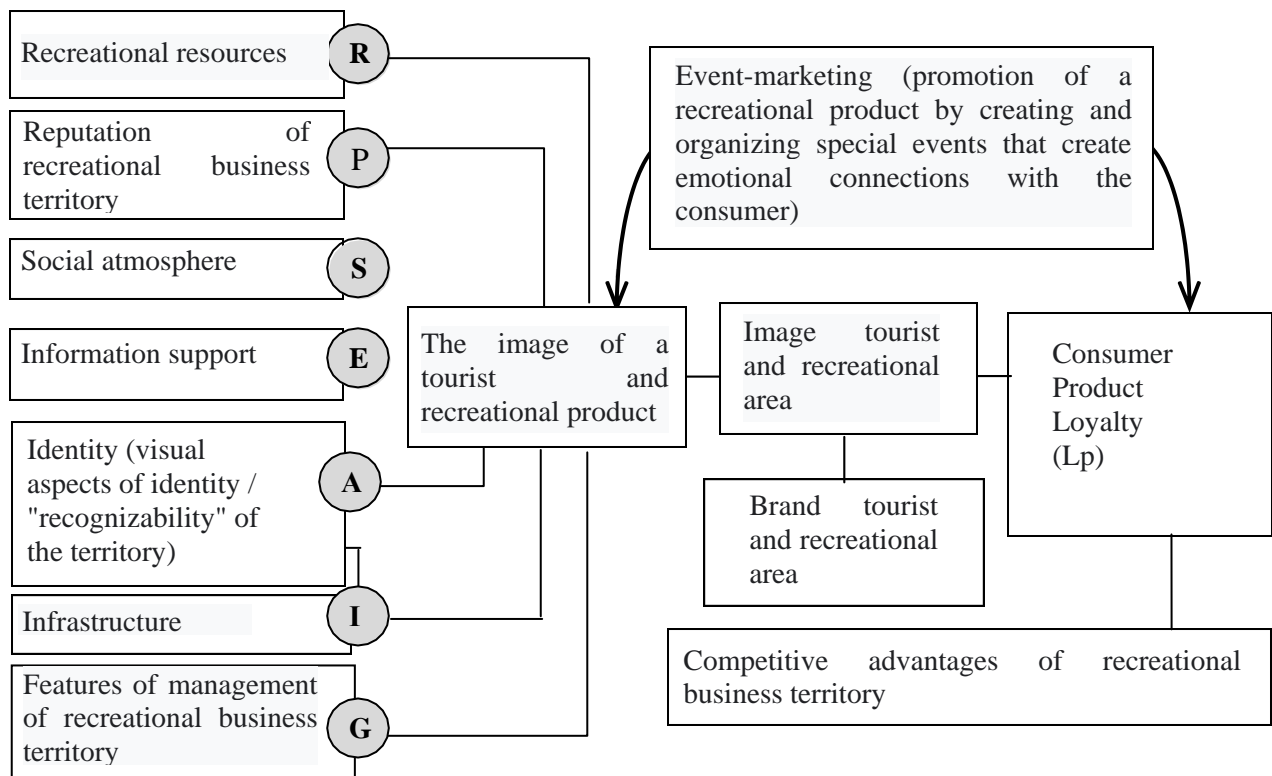 Recreational resources
R
Reputation of
recreational business
territory
P
Social atmosphere
S
Information support
E
Identity (visual
aspects of identity /
"recognizability" of
the territory)
A
Infrastructure
I
Features of management
of recreational business
territory
G
Event-marketing (promotion of a
recreational product by creating and
organizing special events that create
emotional connections with the
consumer)
The image of a
tourist and
recreational product
Image tourist
and recreational
area
Brand tourist
and recreational
area
Consumer
Product
Loyalty
(Lp)
Competitive advantages of recreational
business territory